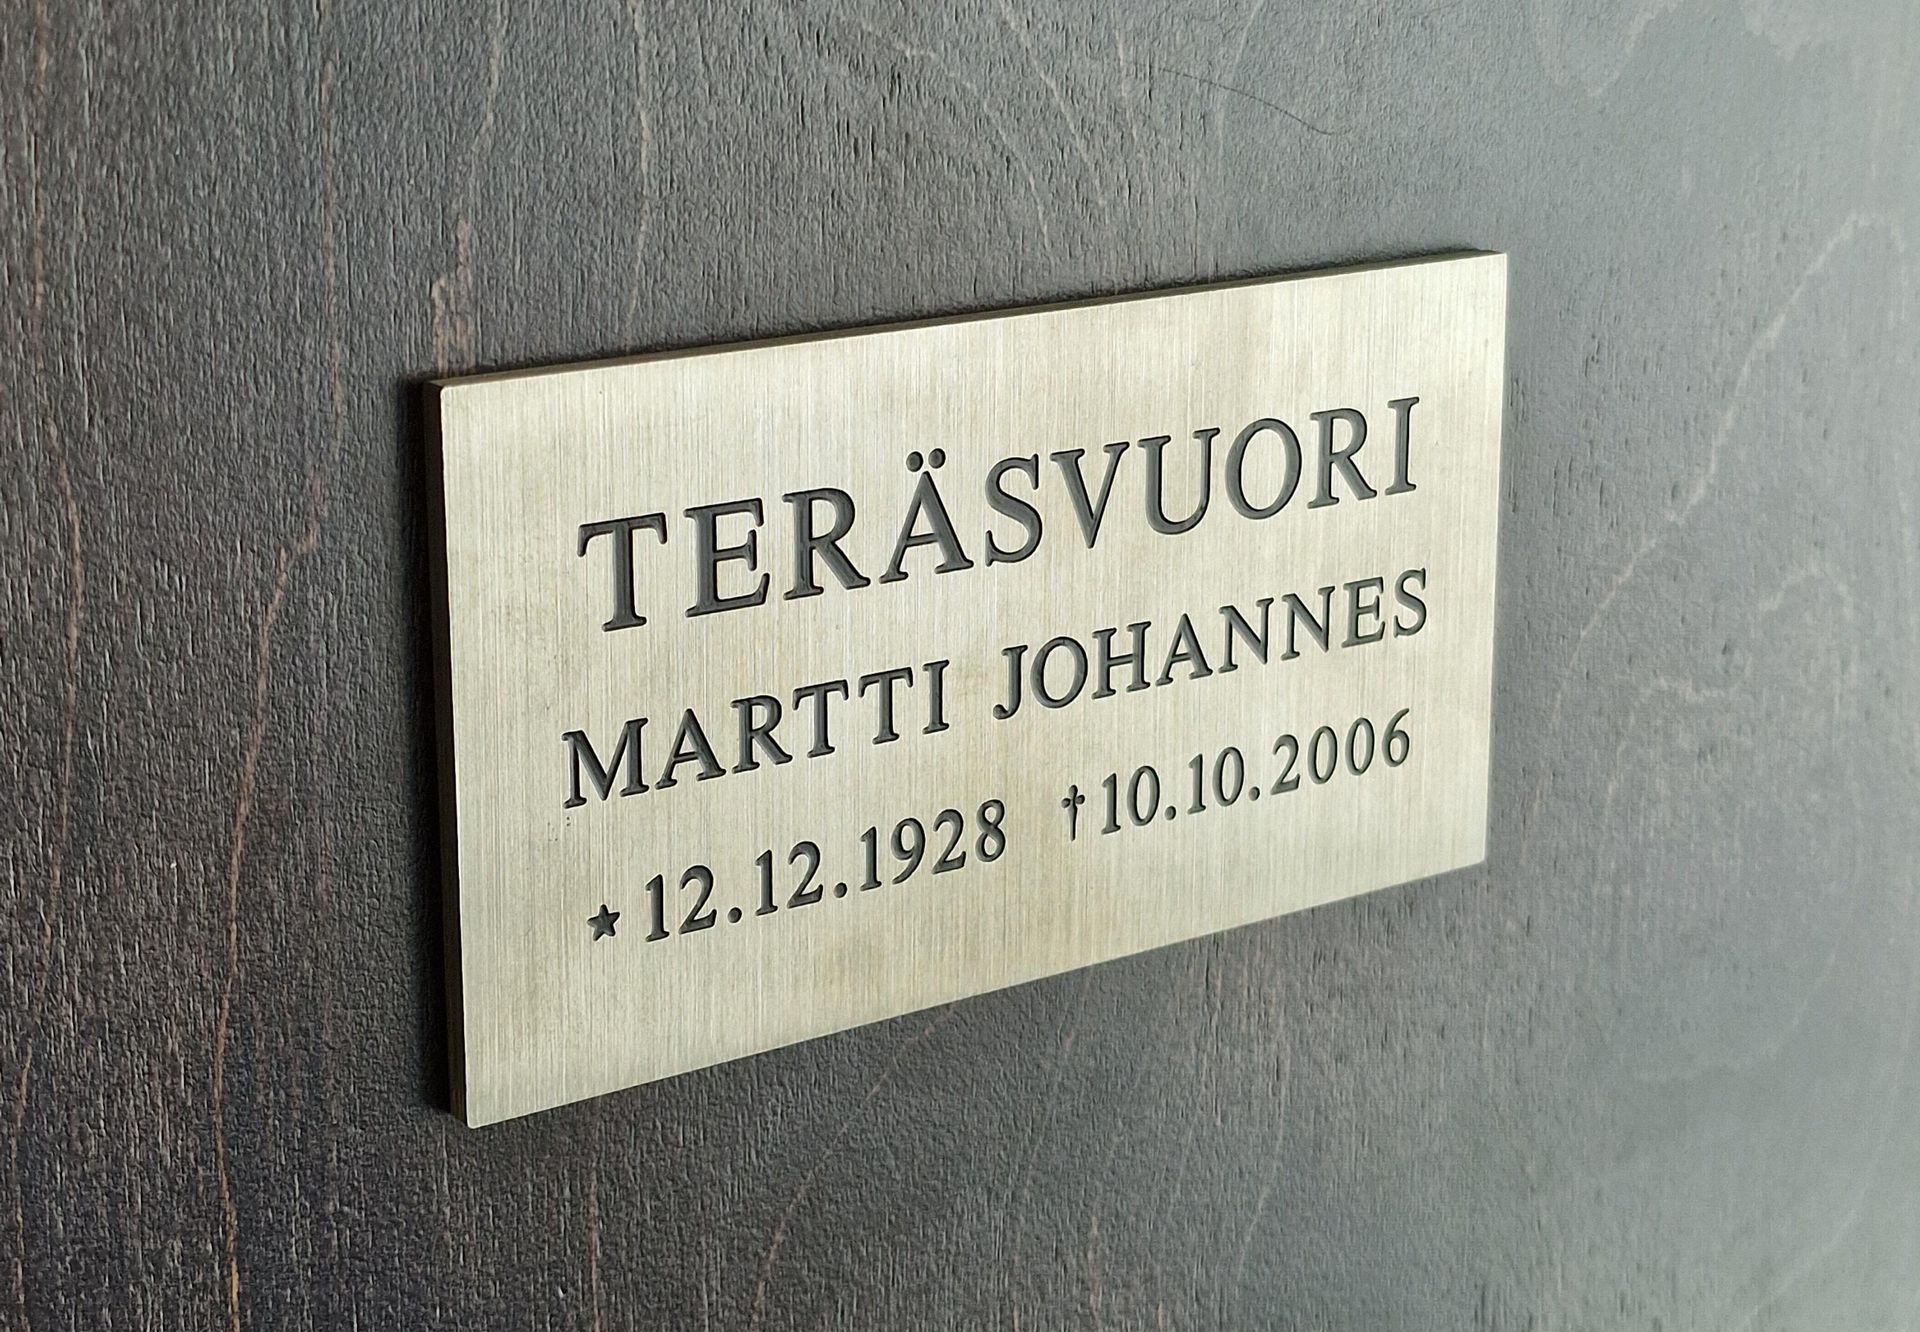 TERÄSVUORI
MARTTI JOHANNES
★ 12.12.1928 †10.10.2006